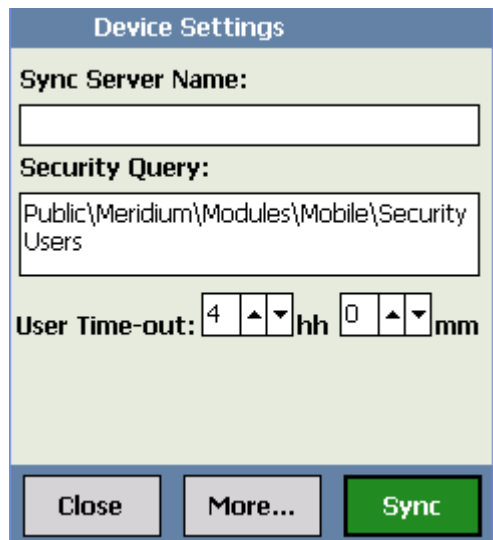 Device Settings
Sync Server Name:
Security Query:
Public\Meridium\Modules\Mobile\Security
Users
User Time-out: 4 hh 0 mm
Close More... Sync